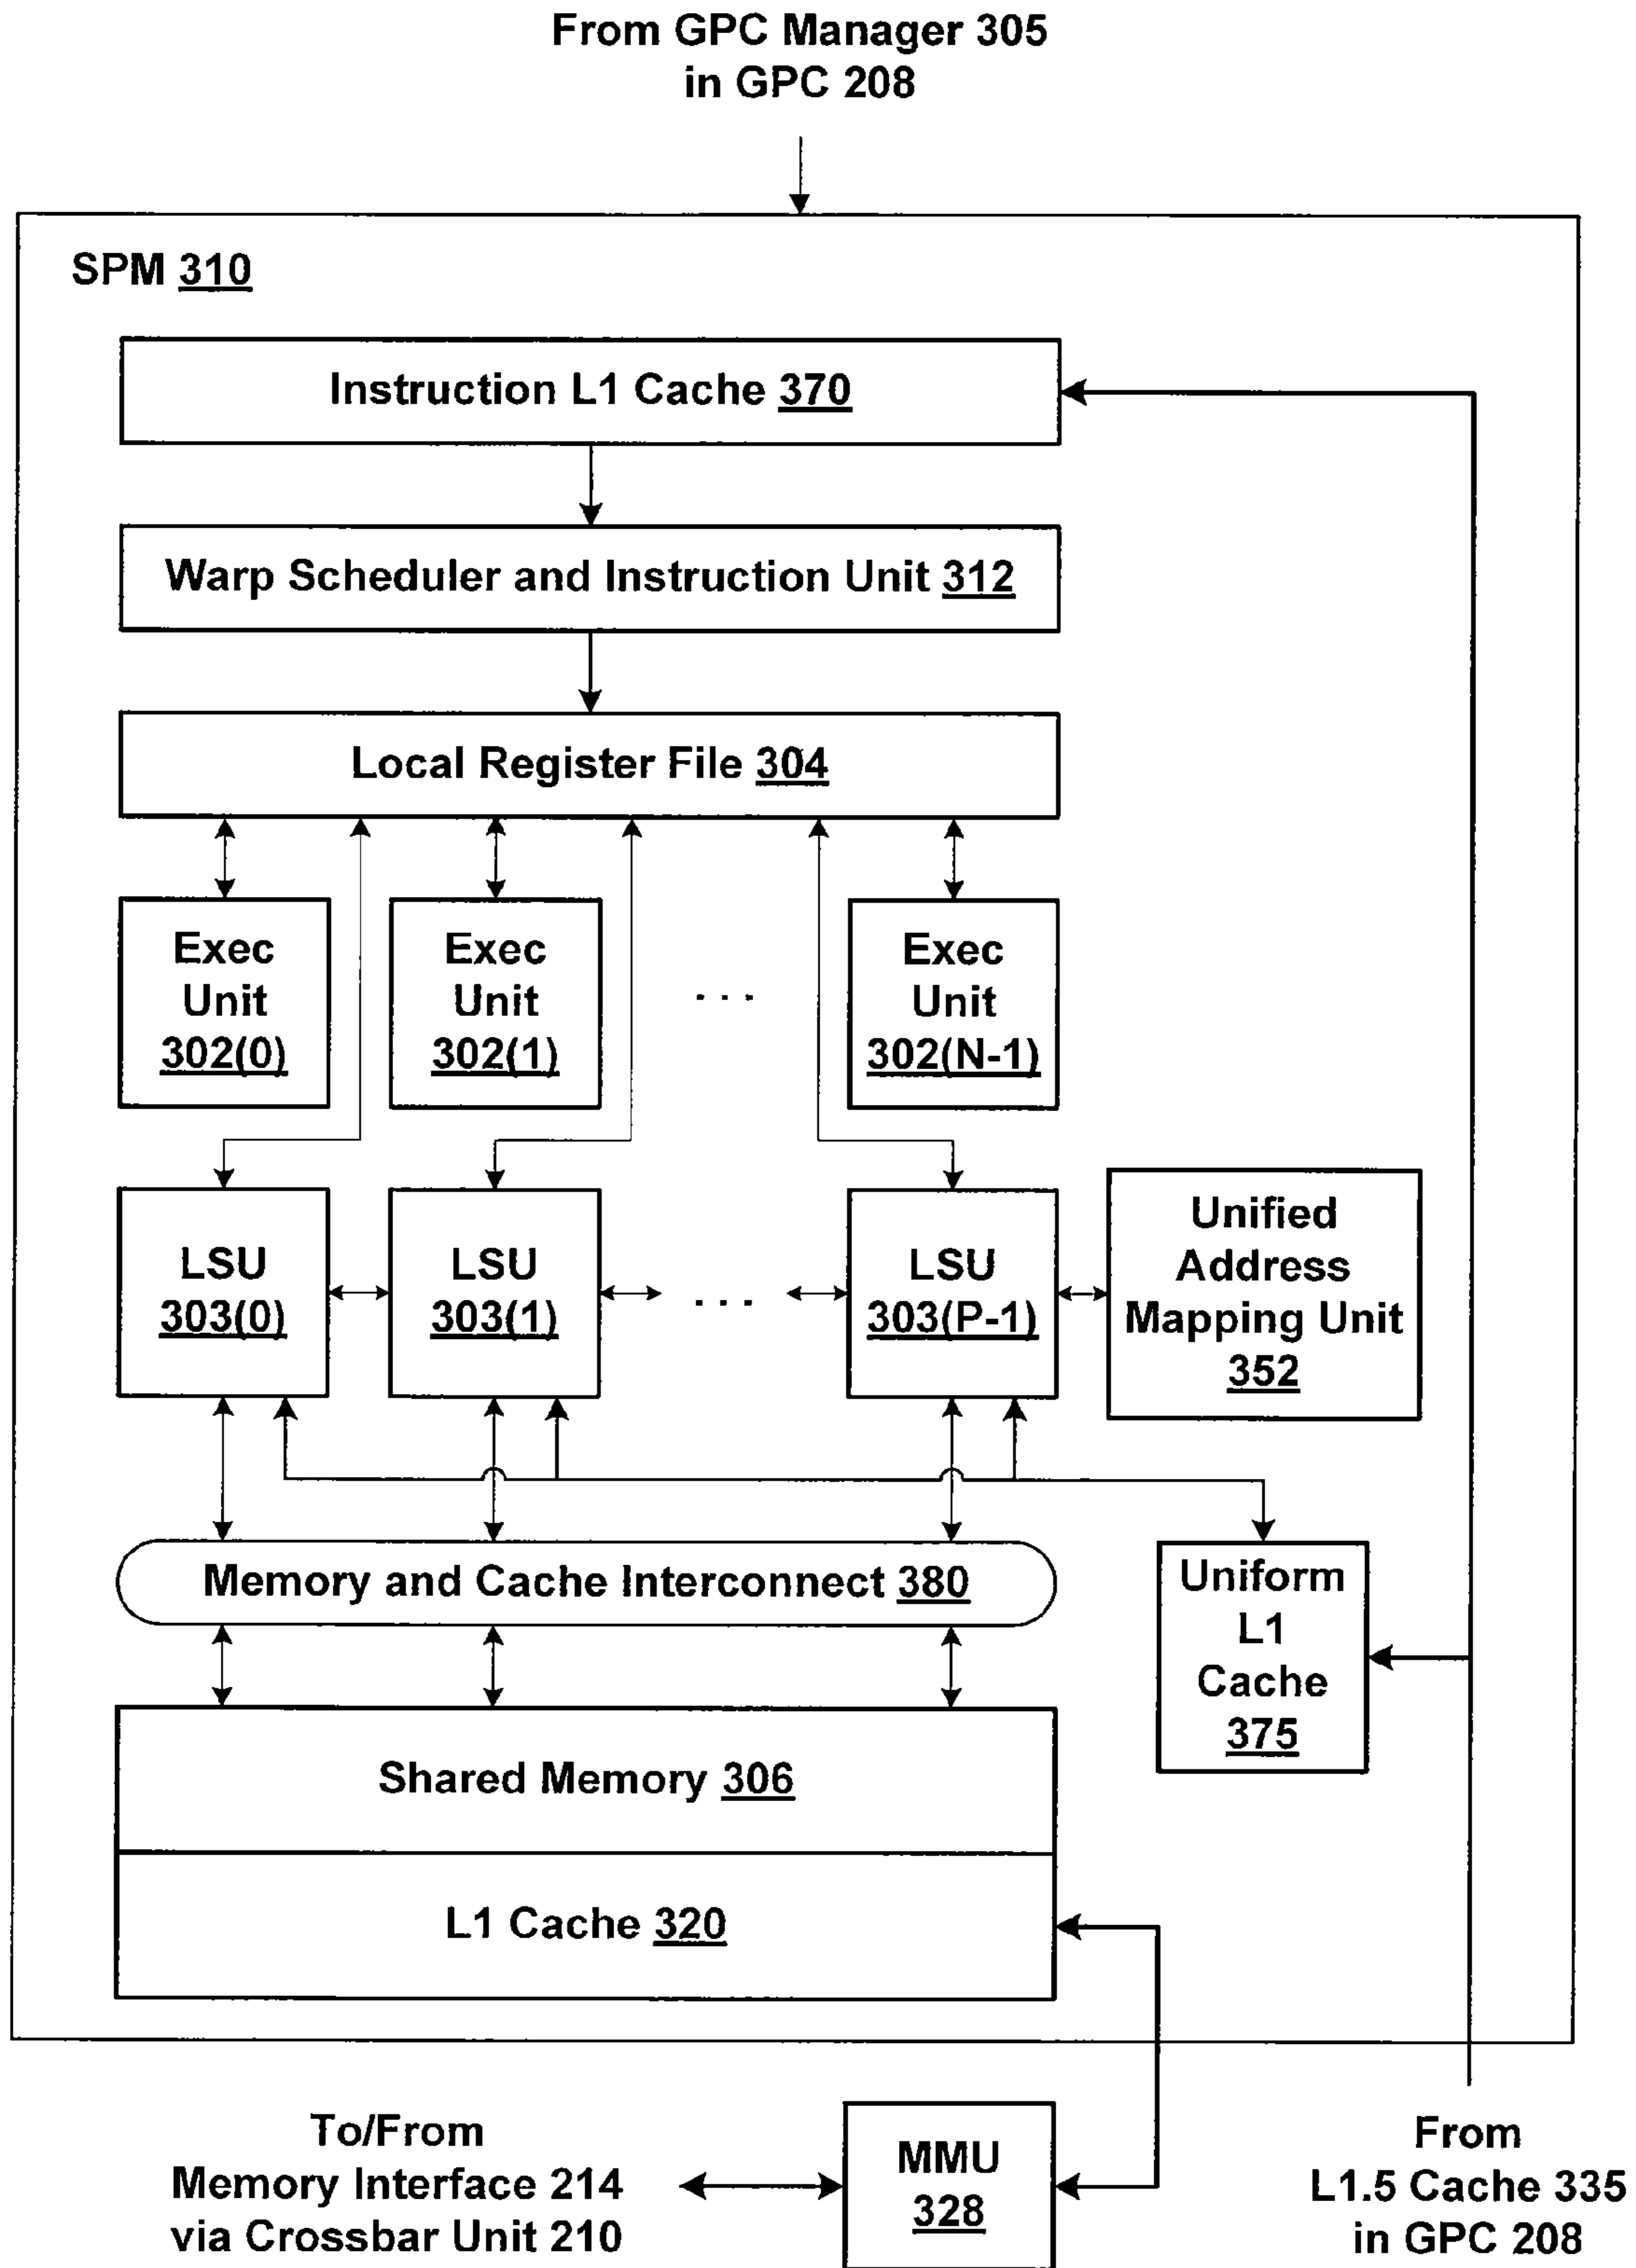 From GPC Manager 305
in GPC 208
SPM 310
Instruction L1 Cache 370
Warp Scheduler and Instruction Unit 312
Local Register File 304
Exec
Unit
302(0)
Exec
Unit
302(1)
. . .
Exec
Unit
302(N-1)
LSU
303(0)
LSU
303(1)
. . .
LSU
303(P-1)
Unified
Address
Mapping Unit
352
Memory and Cache Interconnect 380
Uniform
L1
Cache
375
Shared Memory 306
L1 Cache 320
To/From
Memory Interface 214
via Crossbar Unit 210
MMU
328
From
L1.5 Cache 335
in GPC 208